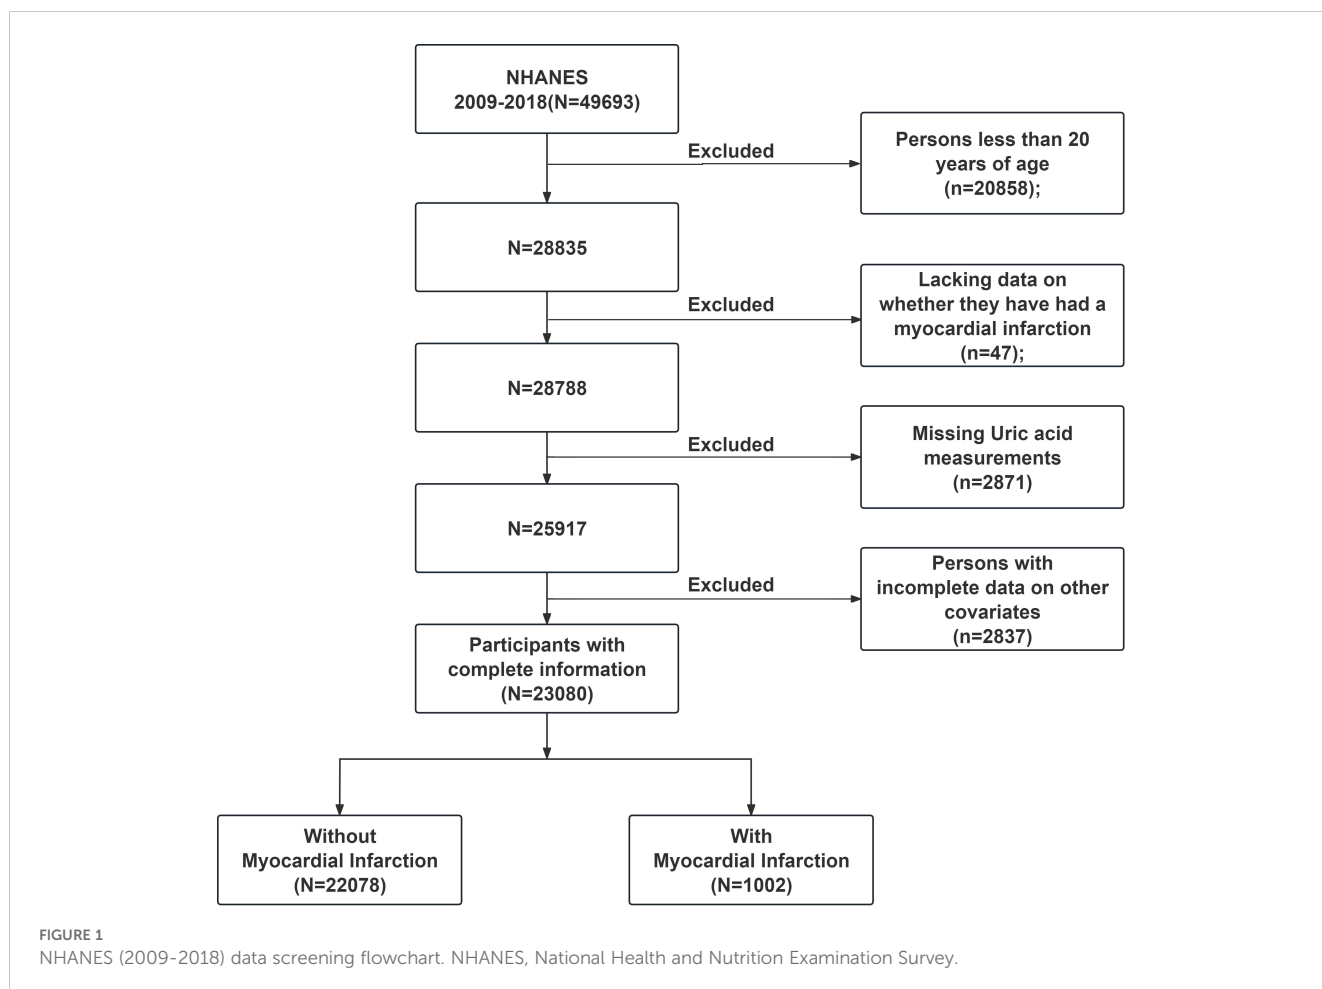 NHANES
2009-2018(N=49693)
Excluded
Persons less than 20
years of age
(n=20858);
N=28835
Excluded
Lacking data on
whether they have had a
myocardial infarction
(n=47);
N=28788
Excluded
Missing Uric acid
measurements
(n=2871)
N=25917
Excluded
Persons with
incomplete data on other
covariates
(n=2837)
Participants with
complete information
(N=23080)
Without
Myocardial Infarction
(N=22078)
With
Myocardial Infarction
(N=1002)
FIGURE 1
NHANES (2009-2018) data screening flowchart. NHANES, National Health and Nutrition Examination Survey.